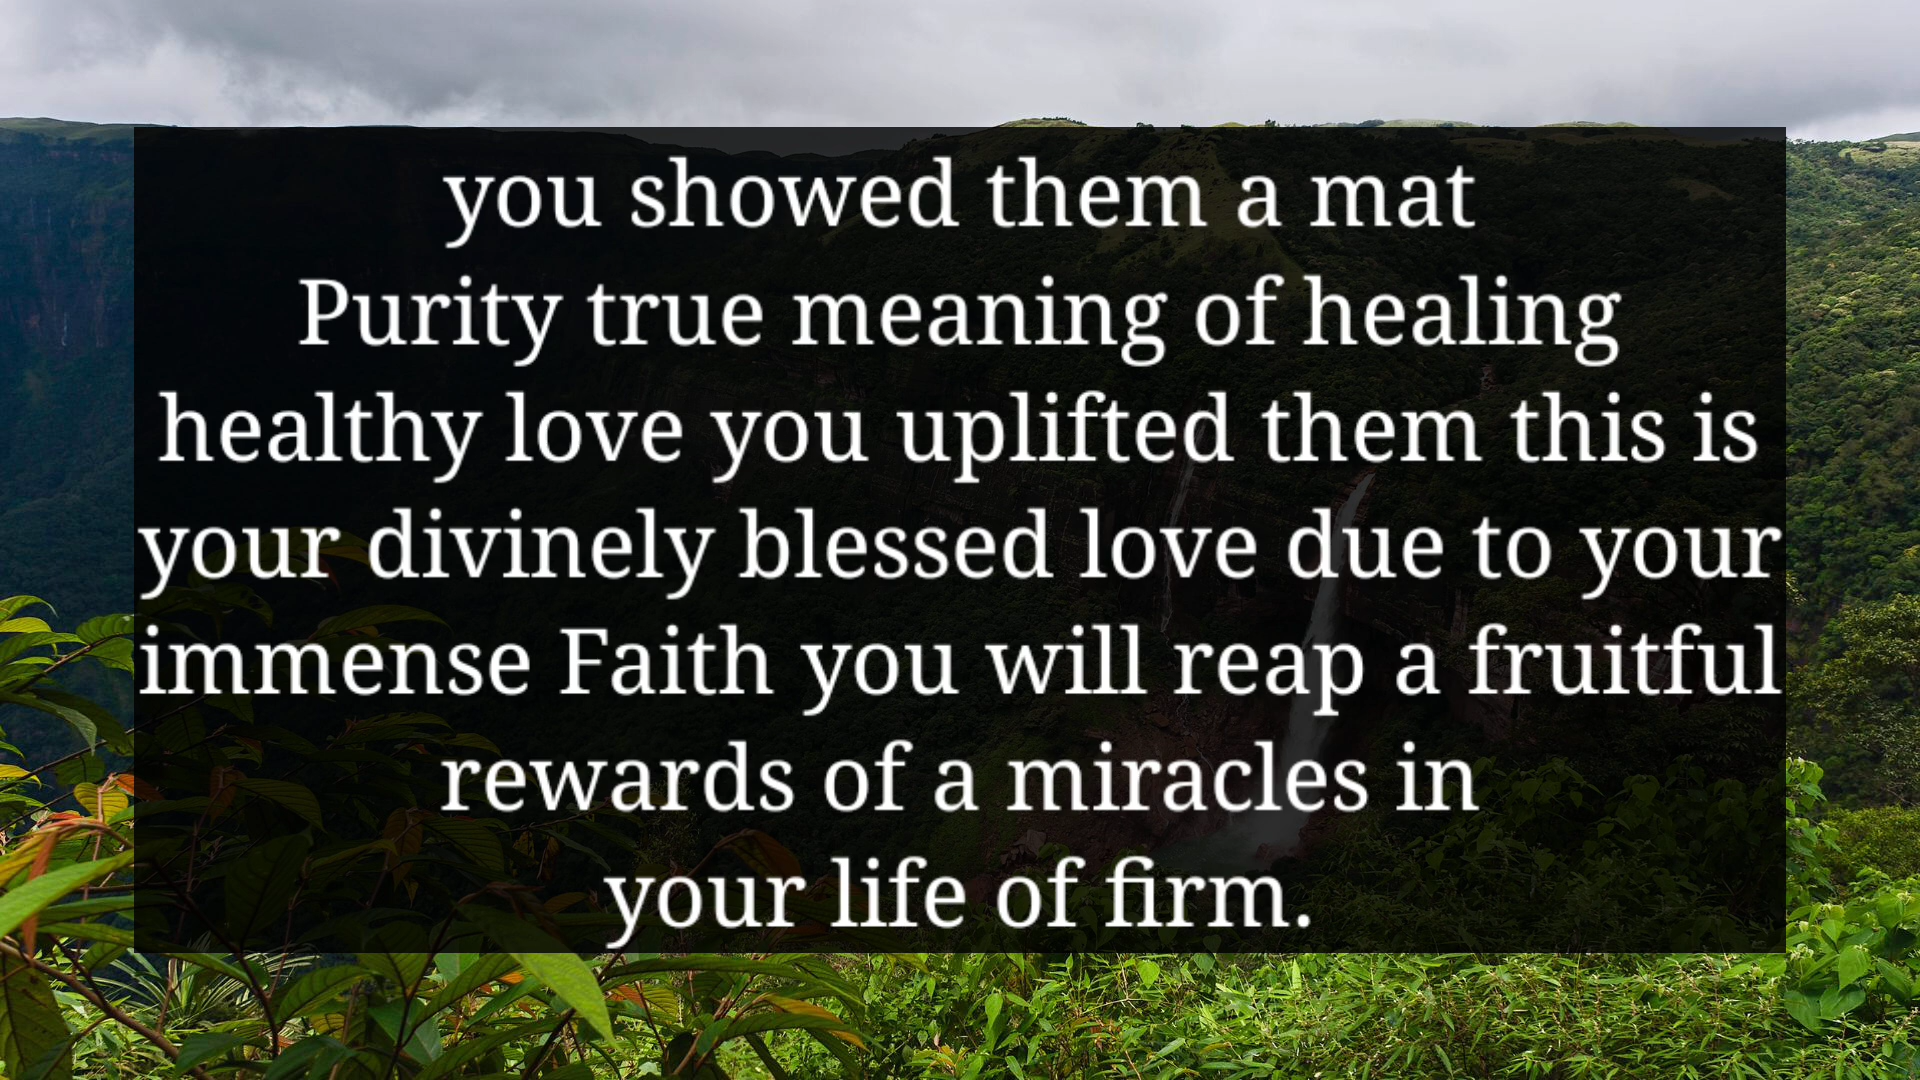 you showed them a mat
Purity true meaning of healing
healthy love you uplifted them this is
your divinely blessed love due to your
immense Faith you will reap a fruitful
rewards of a miracles in
your life of firm.